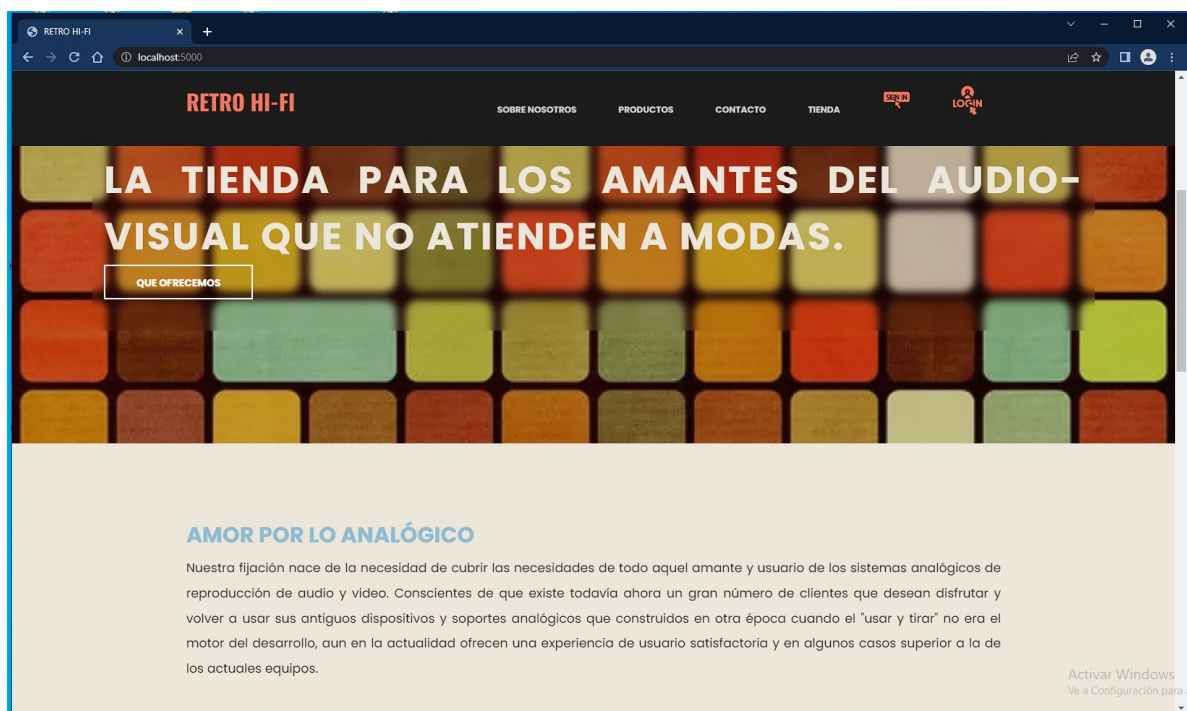 RETRO HI-FI
localhost:5000
RETRO HI-FI
SOBRE NOSOTROS
PRODUCTOS
CONTACTO
TIENDA
SIGN IN
LOGIN
LA TIENDA PARA LOS AMANTES DEL AUDIO-
VISUAL QUE NO ATIENDEN A MODAS.
QUE OFRECEMOS
AMOR POR LO ANALÓGICO
Nuestra fijación nace de la necesidad de cubrir las necesidades de todo aquel amante y usuario de los sistemas analógicos de
reproducción de audio y video. Conscientes de que existe todavía ahora un gran número de clientes que desean disfrutar y
volver a usar sus antiguos dispositivos y soportes analógicos que construidos en otra época cuando el "usar y tirar" no era el
motor del desarrollo, aun en la actualidad ofrecen una experiencia de usuario satisfactoria y en algunos casos superior a la de
los actuales equipos.
Activar Windows
Ve a Configuración para